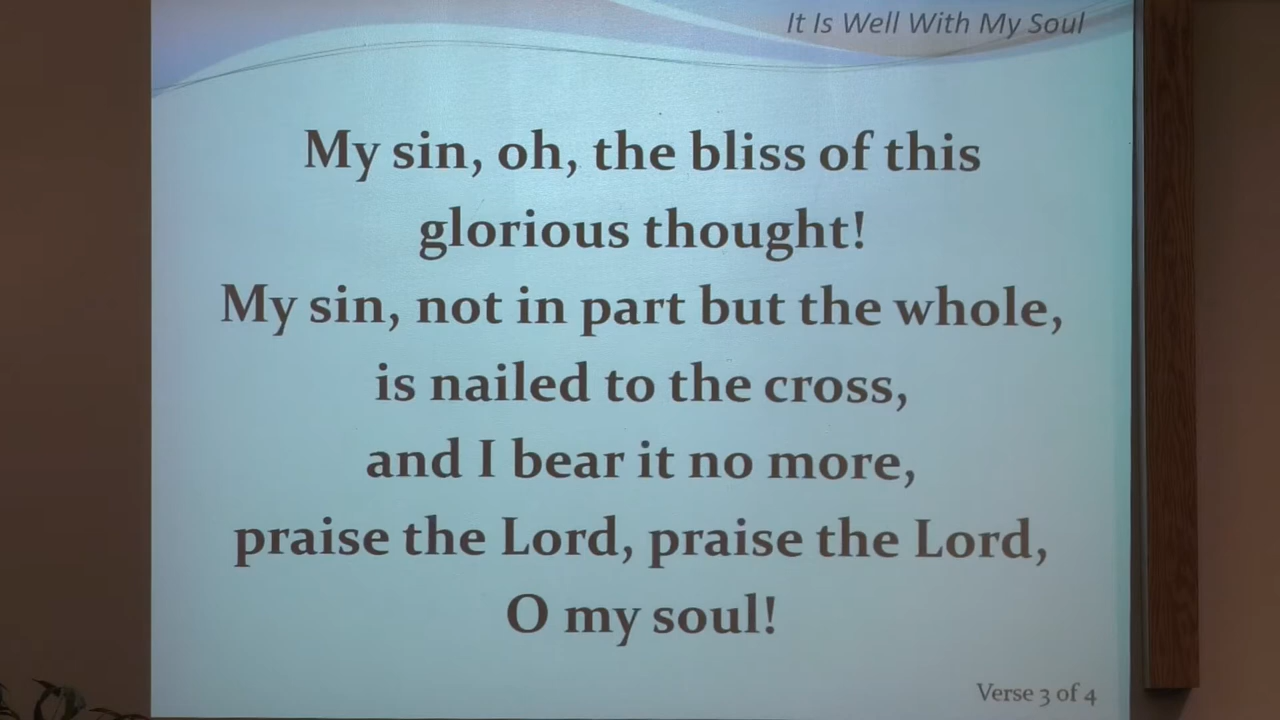 It Is Well With My Soul
My sin, oh, the bliss of this
glorious thought!
My sin, not in part but the whole,
is nailed to the cross,
and I bear it no more,
praise the Lord, praise the Lord,
O my soul!
Verse 3 of 4